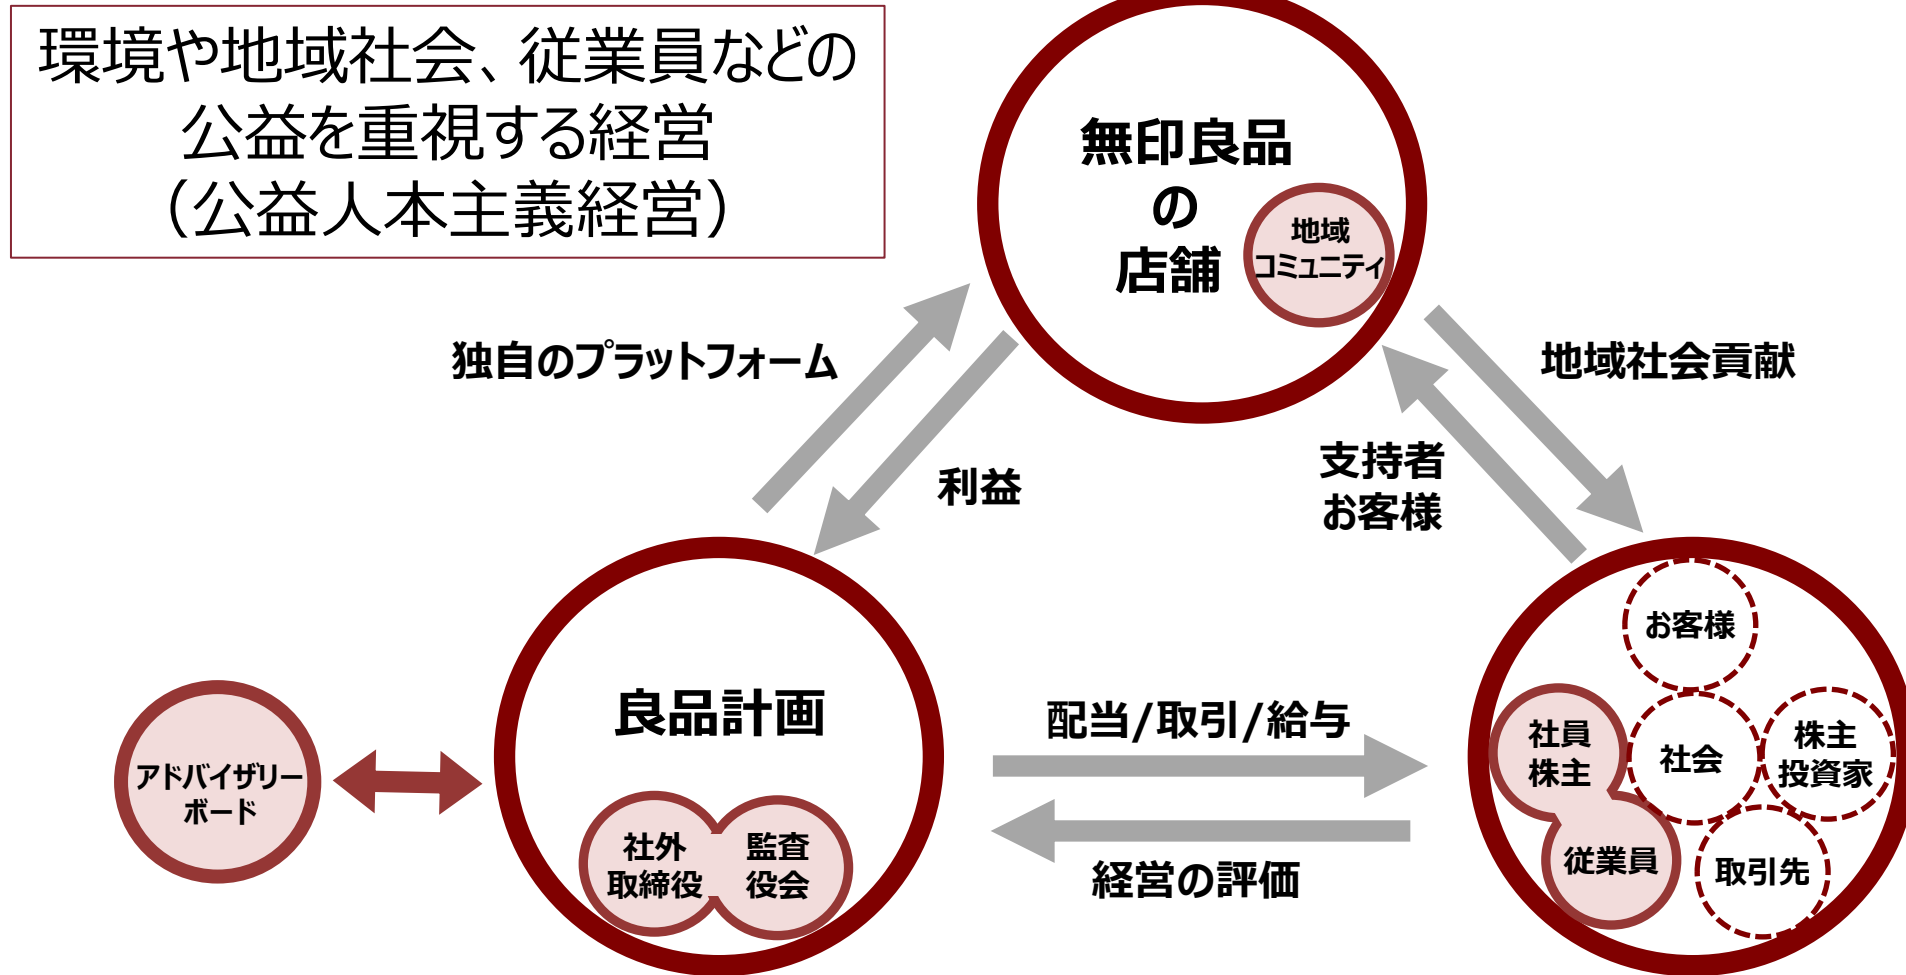 環境や地域社会、従業員などの
公益を重視する経営
（公益人本主義経営）
無印良品
の
店舗
地域
コミュニティ
独自のプラットフォーム
利益
地域社会貢献
支持者
お客様
良品計画
社外
取締役
監査
役会
アドバイザリー
ボード
配当/取引/給与
経営の評価
お客様
社員
株主
社会
株主
投資家
従業員
取引先